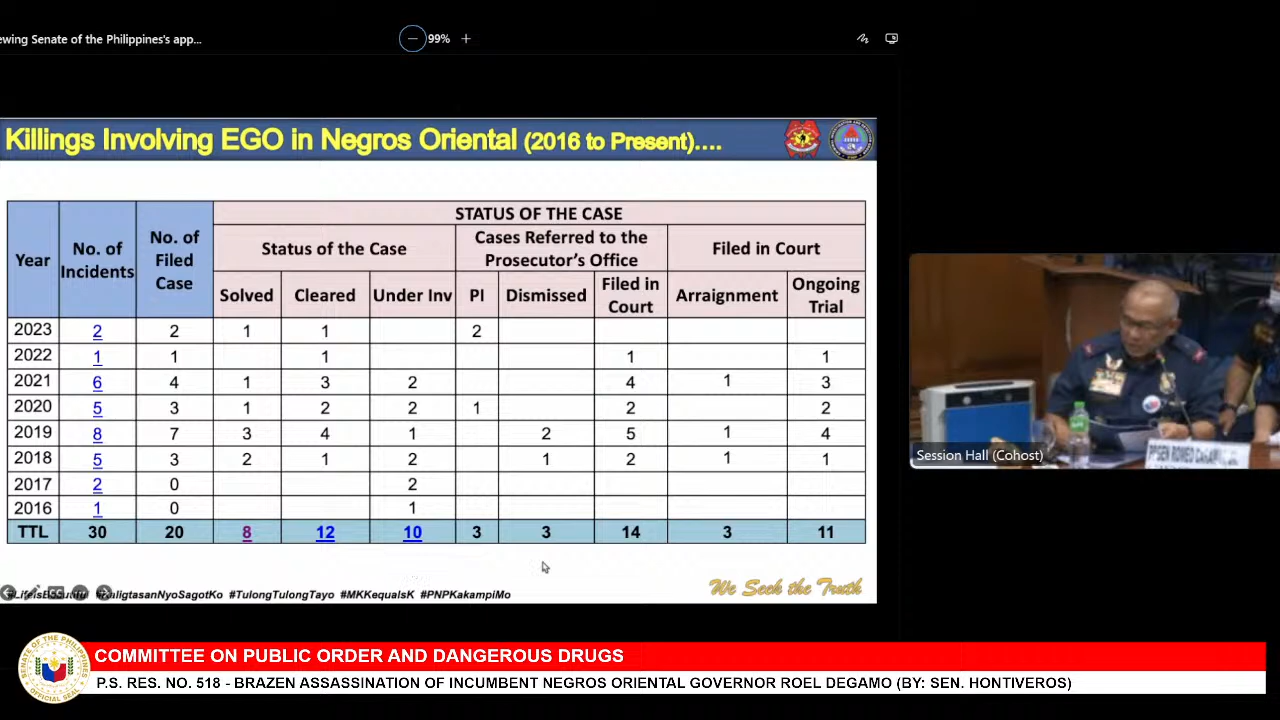 ewing Senate of the Philippines's app...
99%
Killings Involving EGO in Negros Oriental (2016 to Present)....
Year
No. of Incidents
No. of Filed Case
STATUS OF THE CASE
Status of the Case
Cases Referred to the Prosecutor's Office
Filed in Court
Solved Cleared Under Inv PI Dismissed Filed in Court Arraignment Ongoing Trial
2023 2 2 1 1 2
2022 1 1 1 1 1
2021 6 4 1 3 2 4 1 3
2020 5 3 1 2 2 1 2 2
2019 8 7 3 4 1 2 5 1 4
2018 5 3 2 1 2 1 2 1 1
2017 2 0 2
2016 1 0 1
TTL 30 20 8 12 10 3 3 14 3 11
#TulongTulongTayo #MKKequalsK #PNPKakampiMo
We Seek the Truth
Session Hall (Cohost)
COMMITTEE ON PUBLIC ORDER AND DANGEROUS DRUGS
P.S. RES. NO. 518 - BRAZEN ASSASSINATION OF INCUMBENT NEGROS ORIENTAL GOVERNOR ROEL DEGAMO (BY: SEN. HONTIVEROS)